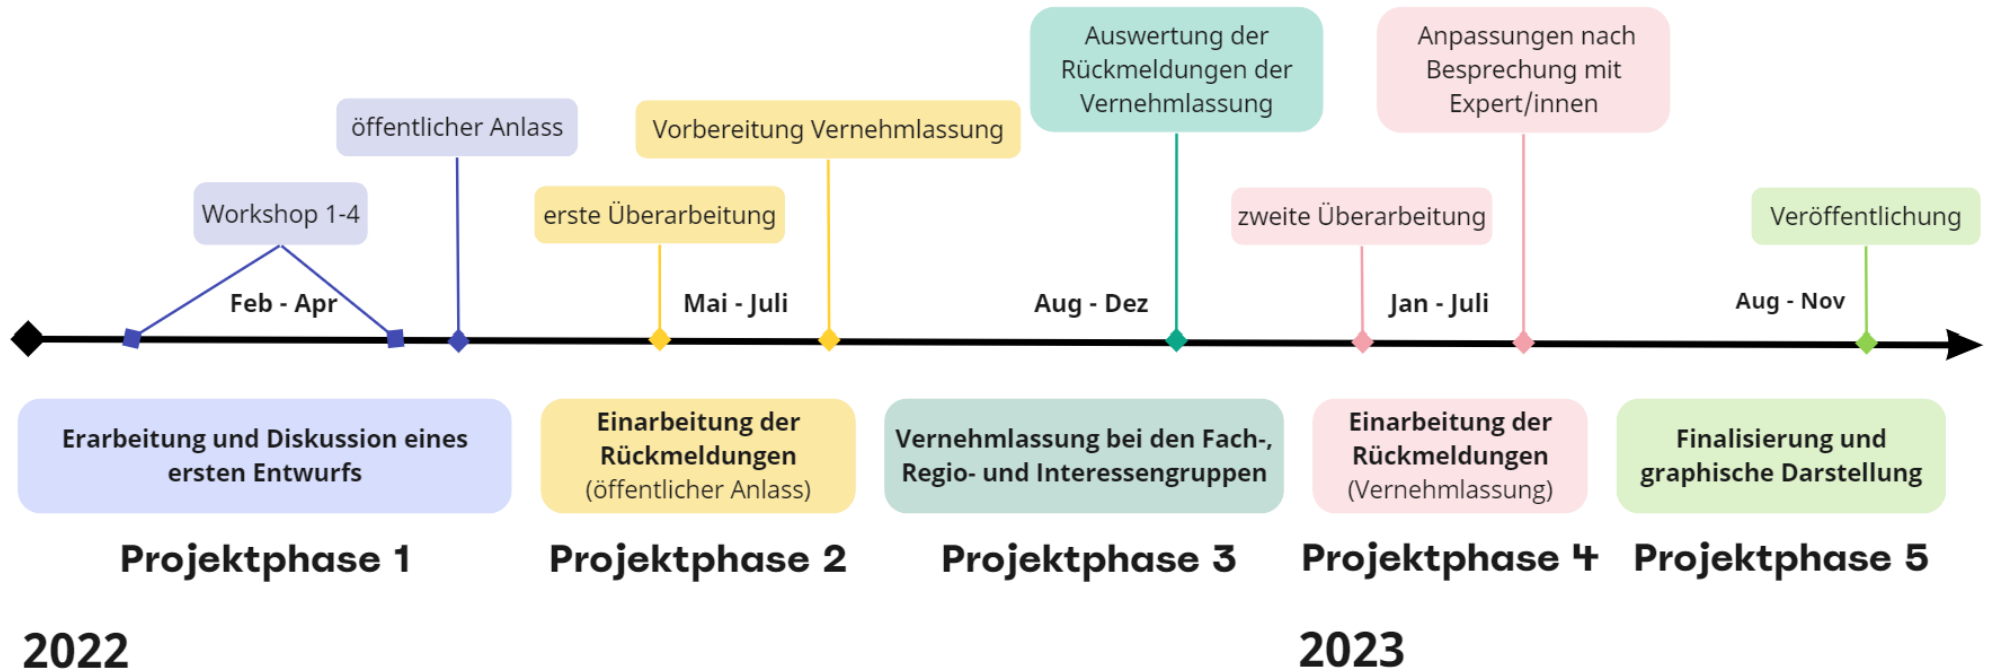 Auswertung der
Rückmeldungen der
Vernehmlassung
Anpassungen nach
Besprechung mit
Expert/innen
öffentlicher Anlass
Vorbereitung Vernehmlassung
Workshop 1-4
erste Überarbeitung
zweite Überarbeitung
Veröffentlichung
Feb - Apr
Mai - Juli
Aug - Dez
Jan - Juli
Aug - Nov
Erarbeitung und Diskussion eines
ersten Entwurfs
Einarbeitung der
Rückmeldungen
(öffentlicher Anlass)
Vernehmlassung bei den Fach-,
Regio- und Interessengruppen
Einarbeitung der
Rückmeldungen
(Vernehmlassung)
Finalisierung und
graphische Darstellung
Projektphase 1
Projektphase 2
Projektphase 3
Projektphase 4
Projektphase 5
2022
2023